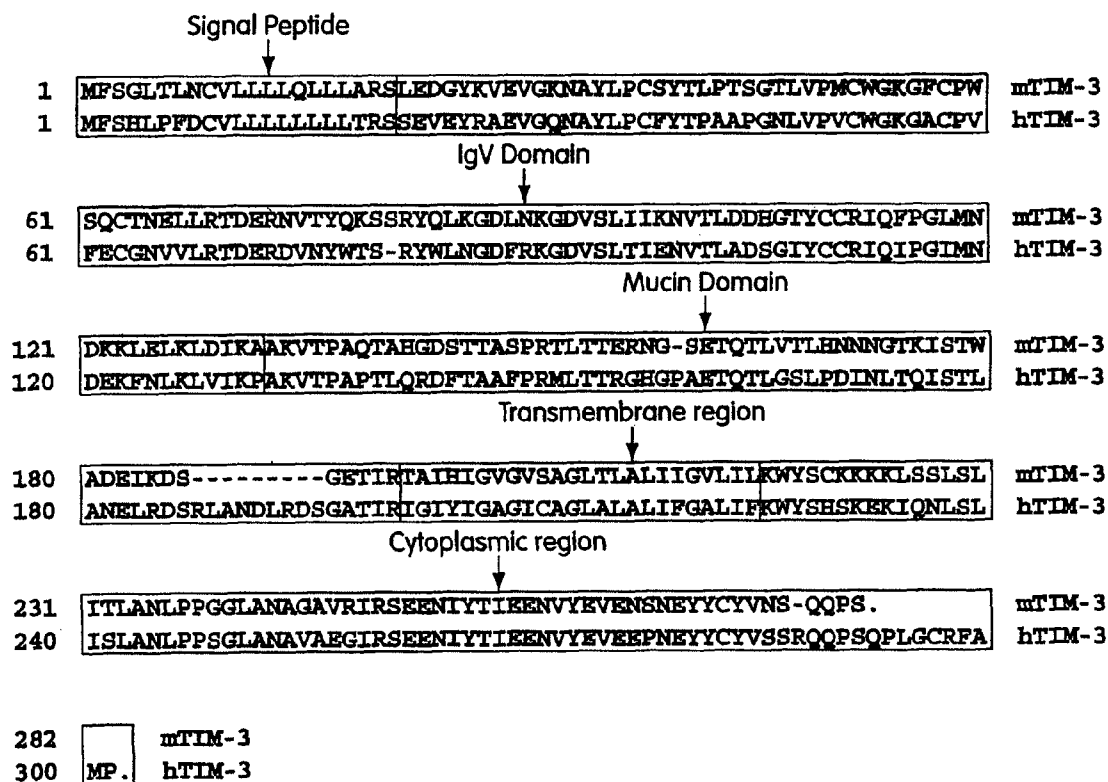 Signal Peptide
1 MFSGLTLNCVLLLLQLLLARSLEDGYKVEVGKNAYLPCSYTLPTSGTLVPMCWGKGFCPW mTIM-3
1 MFSHLPFDCVLLLLLLLLTRSSEVEYRAEVGQNAYLPCFYTPAAPGNLVPVCWGKGACPV hTIM-3
IgV Domain
61 SQCTNELLRTDERNVTYQKSSRYQLKGDLNKGDVSLIIKNVTLDDHGTYCCRIQFPGLMN mTIM-3
61 FECGNVVLRTDERDVNYWTS-RYWLNGDFRKGDVSLTIENVTLADSGIYCCRIQIPGIMN hTIM-3
Mucin Domain
121 DKKLELKLDIKAAKVTPAQTAHGDSTTASPRTLTTERNG-SETQTLVTLHNNNGTKISTW mTIM-3
120 DEKFNLKLVIKPAKVTPAPTLQRDFTAAFPRMLTTRGHGPAETQTLGSLPDINLTQISTL hTIM-3
Transmembrane region
180 ADEIKDS---------GETIRTAIHIGVGVSAGLTLALIIGVLILKWYSCKKKKLSSLSL mTIM-3
180 ANELRDSRLANDLRDSGATIRIGIYIGAGICAGLALALIFGALIFKWYSHSKEKIQNLSL hTIM-3
Cytoplasmic region
231 ITLANLPPGGLANAGAVRIRSEENIYTIEENVYEVENSNEYYCYVNS-QQPS. mTIM-3
240 ISLANLPPSGLANAVAEGIRSEENIYTIEENVYEVEEPNEYYCYVSSRQQPSQPLGCRFA hTIM-3
282 mTIM-3
300 MP. hTIM-3